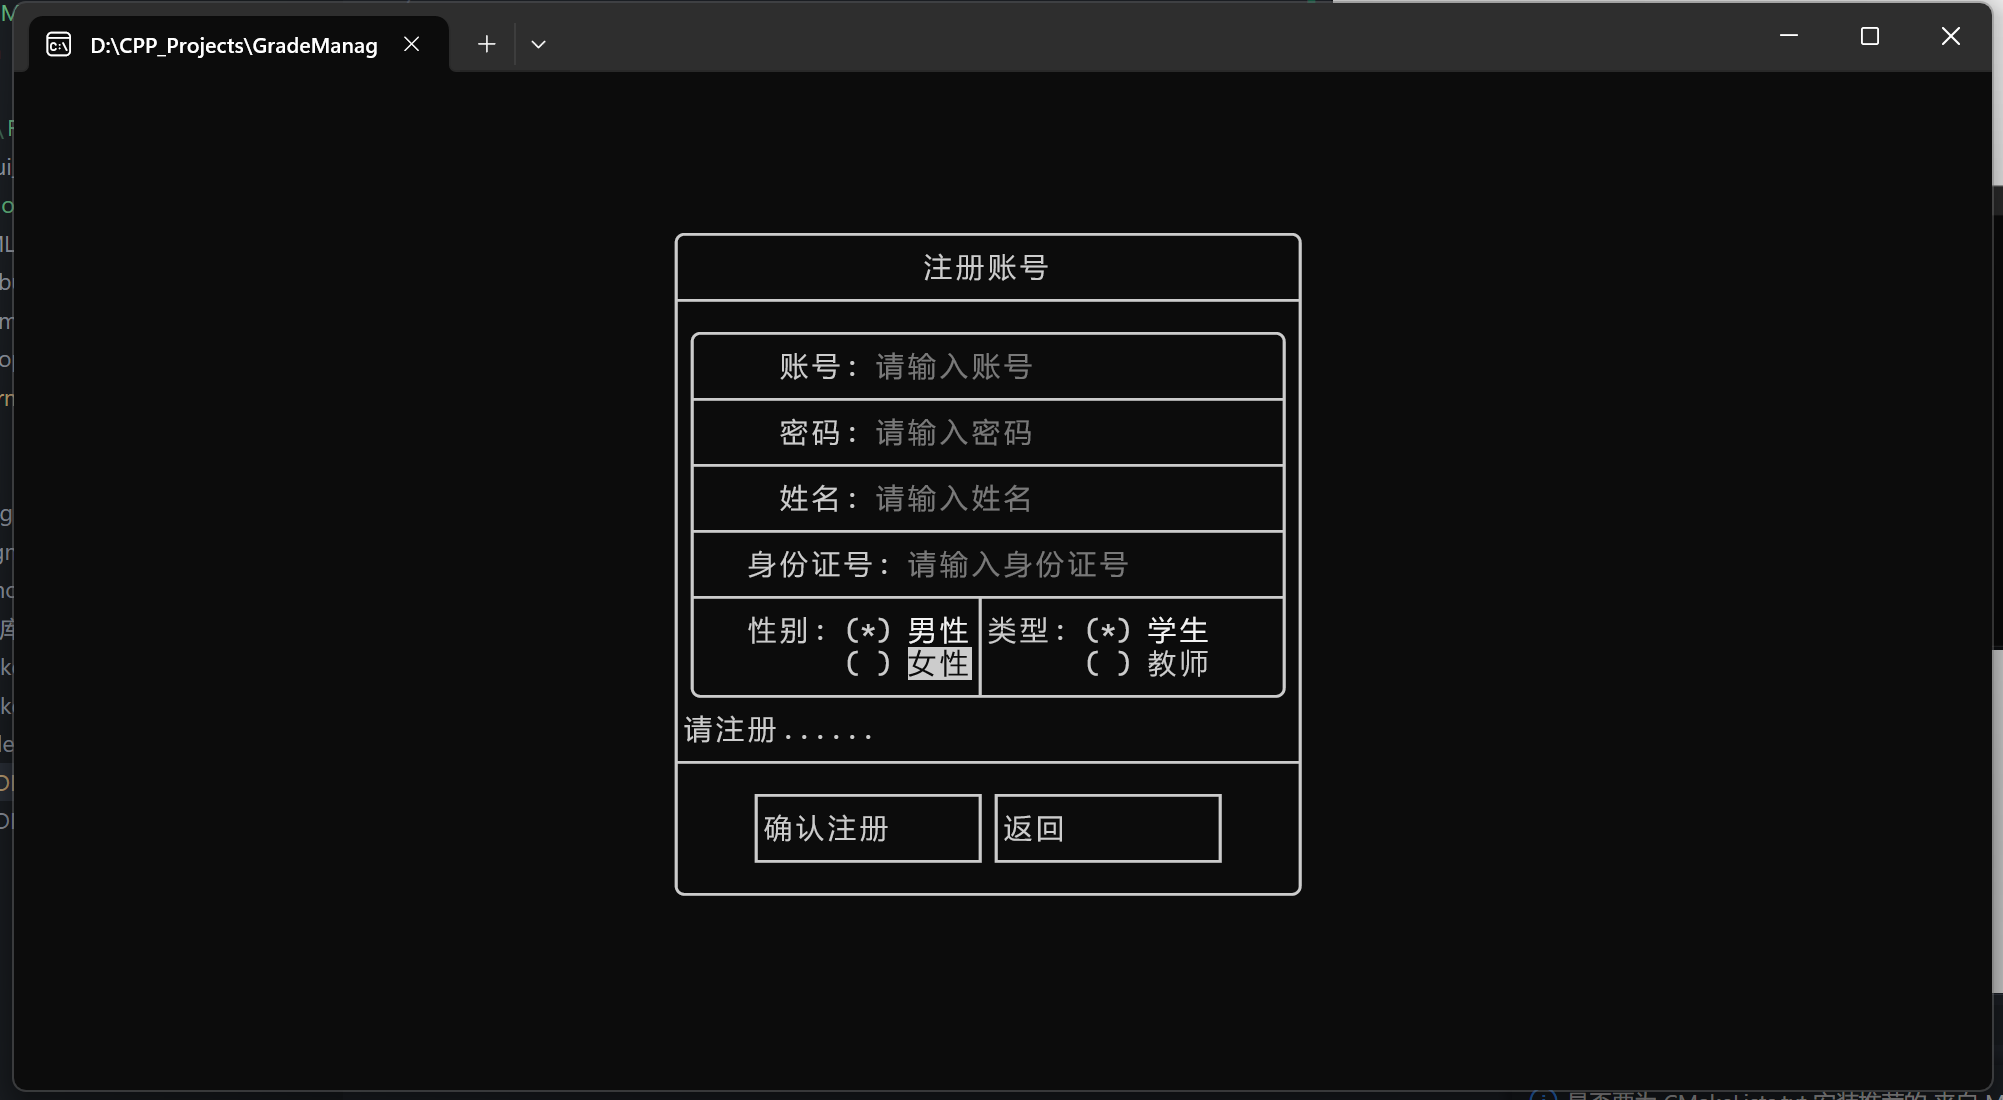 D:\CPP_Projects\GradeManag
注册账号
账号: 请输入账号
密码: 请输入密码
姓名: 请输入姓名
身份证号: 请输入身份证号
性别: (*) 男性 类型: (*) 学生
( ) 女性 ( ) 教师
请注册......
确认注册 返回